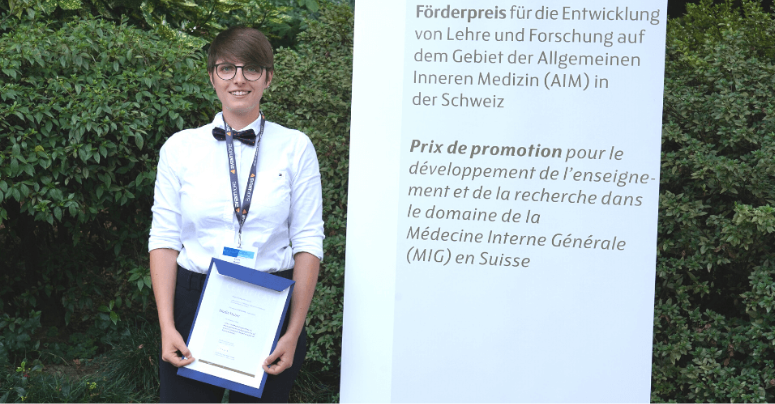 Förderpreis für die Entwicklung
von Lehre und Forschung auf
dem Gebiet der Allgemeinen
Inneren Medizin (AIM) in
der Schweiz
Prix de promotion pour le
développement de l'enseigne-
ment et de la recherche dans
le domaine de la
Médecine Interne Générale
(MIG) en Suisse